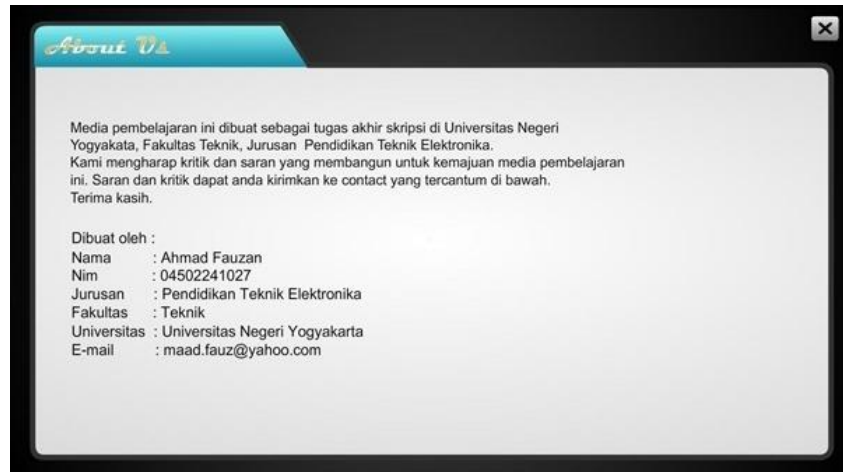 About Us
Media pembelajaran ini dibuat sebagai tugas akhir skripsi di Universitas Negeri
Yogyakata, Fakultas Teknik, Jurusan Pendidikan Teknik Elektronika.
Kami mengharap kritik dan saran yang membangun untuk kemajuan media pembelajaran
ini. Saran dan kritik dapat anda kirimkan ke contact yang tercantum di bawah.
Terima kasih.
Dibuat oleh :
Nama : Ahmad Fauzan
Nim : 04502241027
Jurusan : Pendidikan Teknik Elektronika
Fakultas : Teknik
Universitas : Universitas Negeri Yogyakarta
E-mail : maad.fauz@yahoo.com